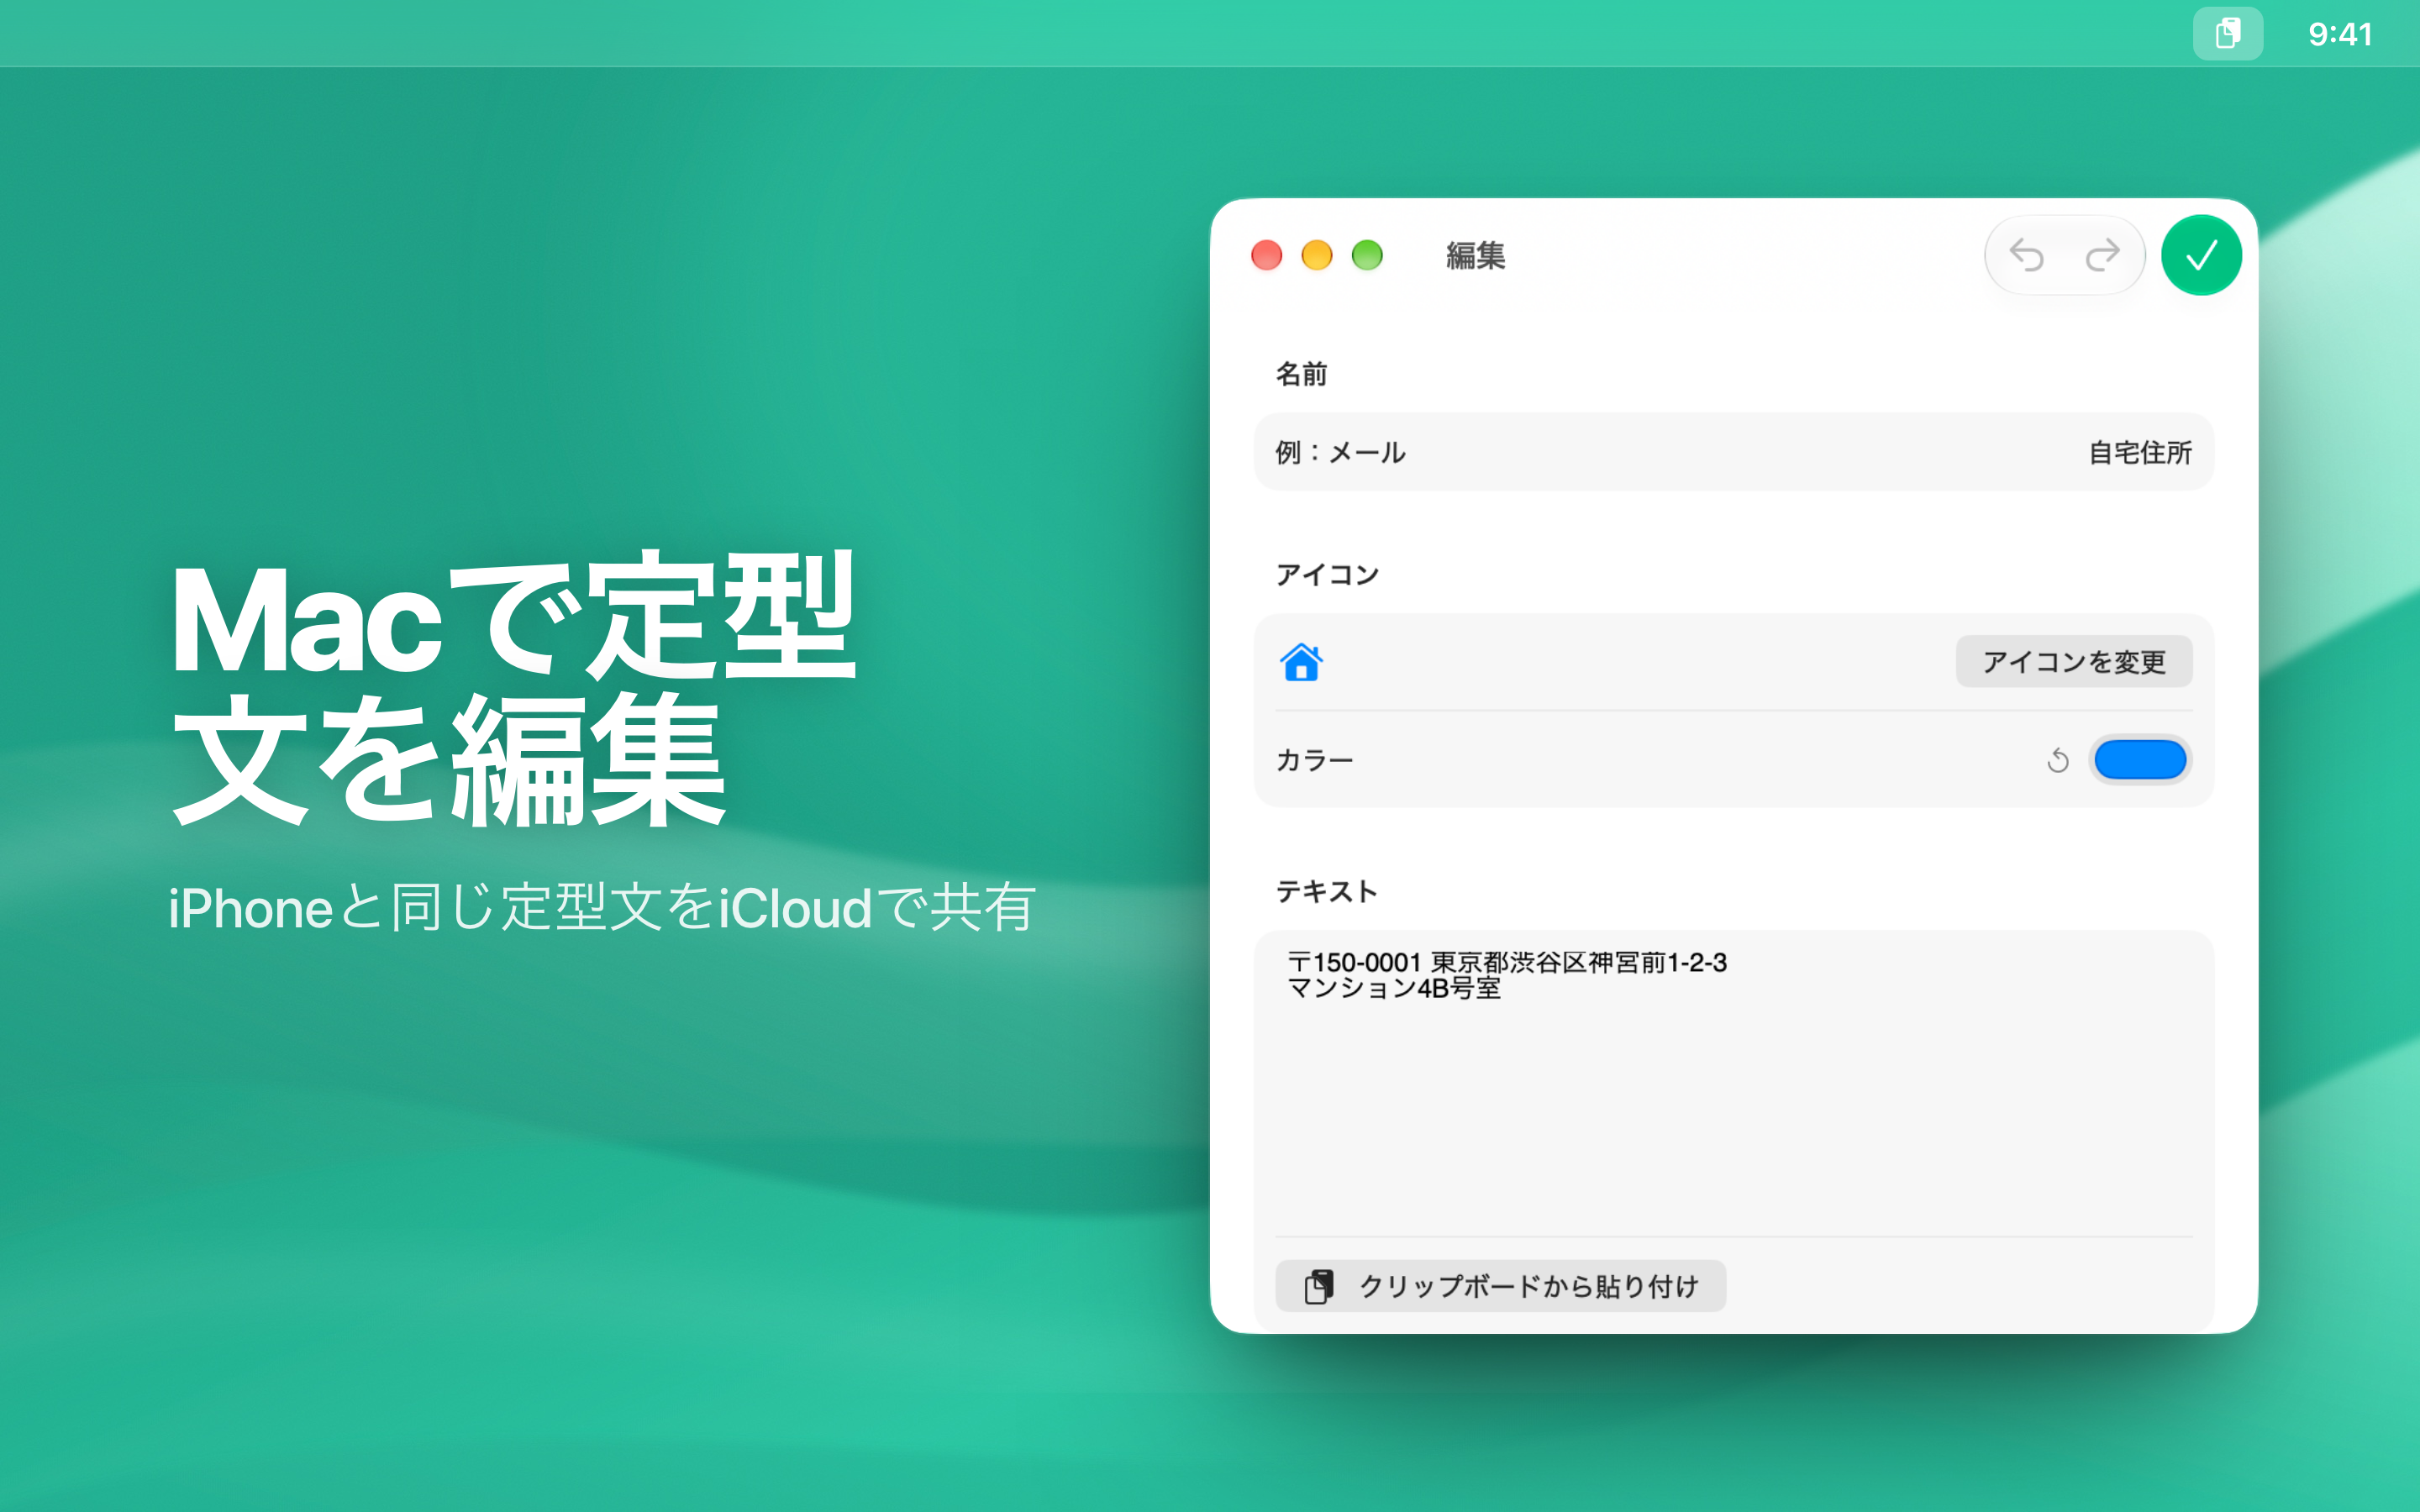 9:41
Macで定型
文を編集
iPhoneと同じ定型文をiCloudで共有
編集
名前
例：メール 自宅住所
アイコン
アイコンを変更
カラー
テキスト
〒150-0001 東京都渋谷区神宮前1-2-3
マンション4B号室
クリップボードから貼り付け